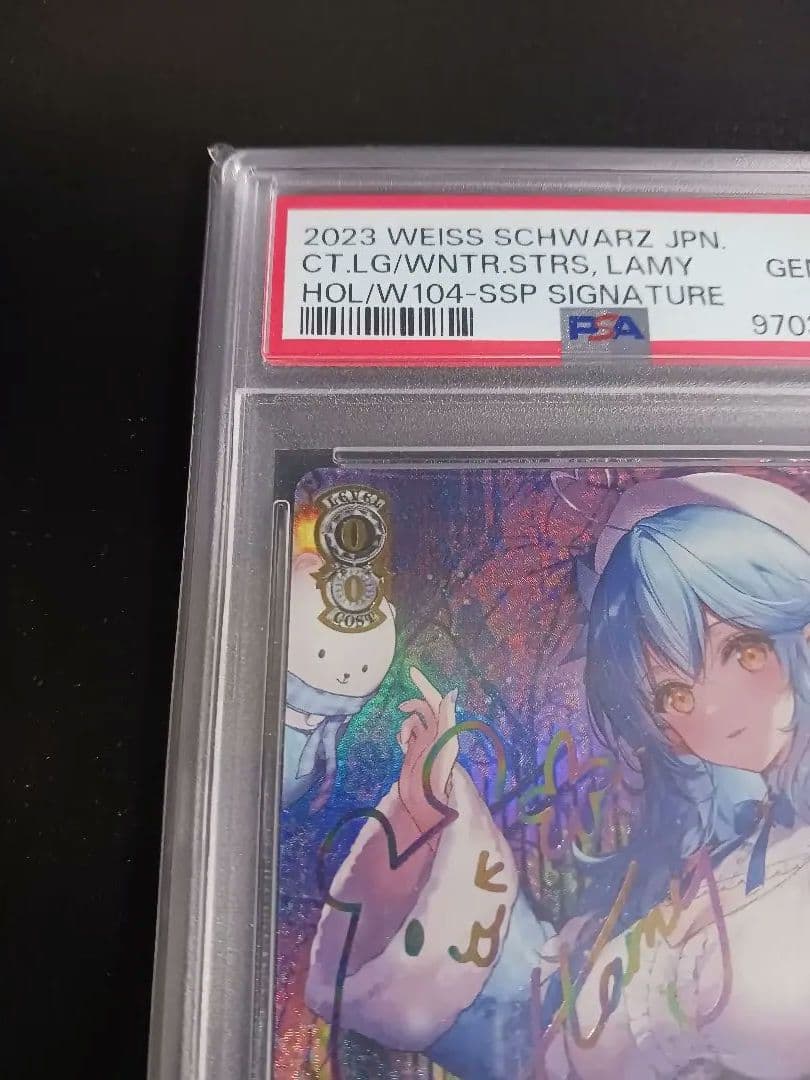 2023 WEISS SCHWARZ JPN.
CT.LG/WNTR.STRS, LAMY GEM
HOL/W104-SSP SIGNATURE
PSA 970
LEVEL
0
0
COST
Lamy